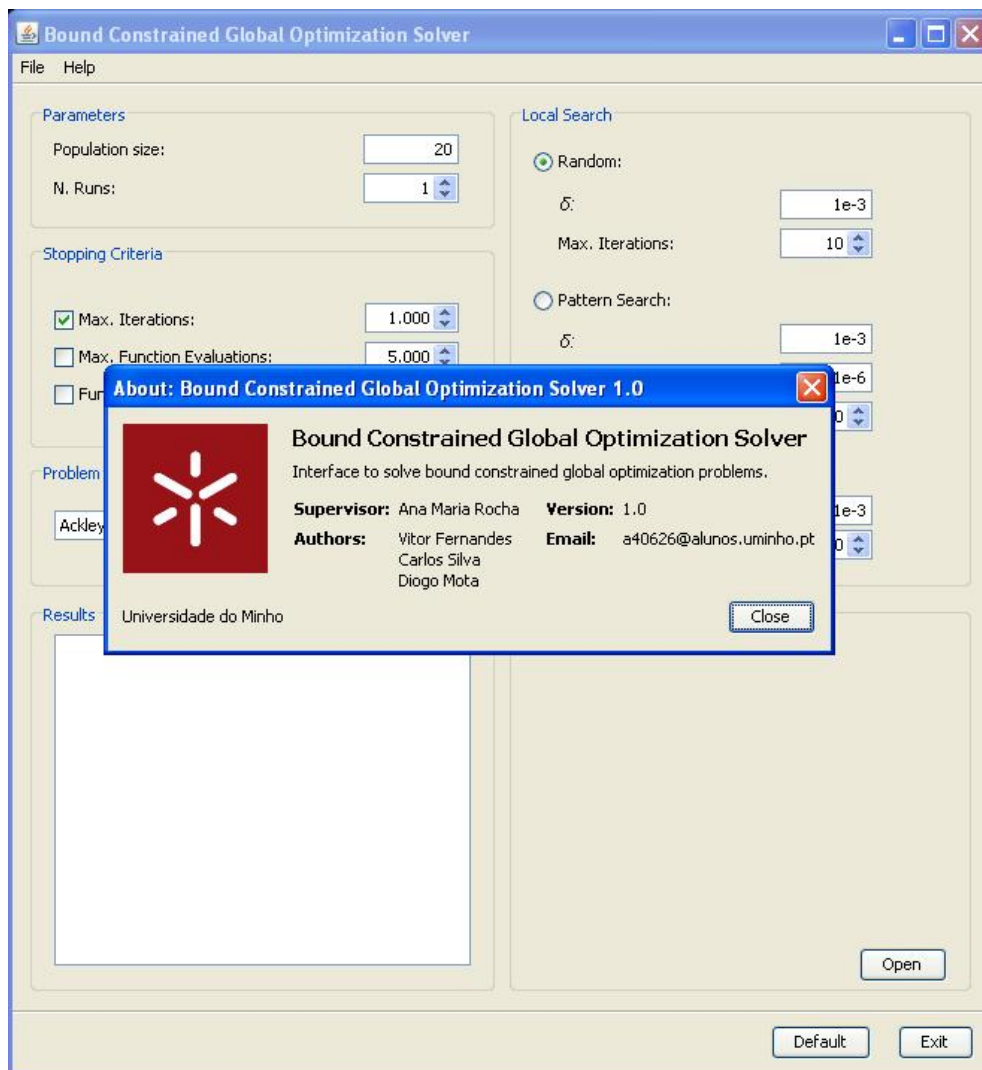 Bound Constrained Global Optimization Solver
File Help
Parameters
Population size: 20
N. Runs: 1
Stopping Criteria
Max. Iterations: 1.000
Max. Function Evaluations: 5.000
Problem
Ackley
Results
Local Search
Random:
δ: 1e-3
Max. Iterations: 10
Pattern Search:
δ: 1e-3
1e-6
1e-3
About: Bound Constrained Global Optimization Solver 1.0
Bound Constrained Global Optimization Solver
Interface to solve bound constrained global optimization problems.
Supervisor: Ana Maria Rocha Version: 1.0
Authors: Vitor Fernandes Email: a40626@alunos.uminho.pt
Carlos Silva
Diogo Mota
Universidade do Minho
Close
Open
Default Exit